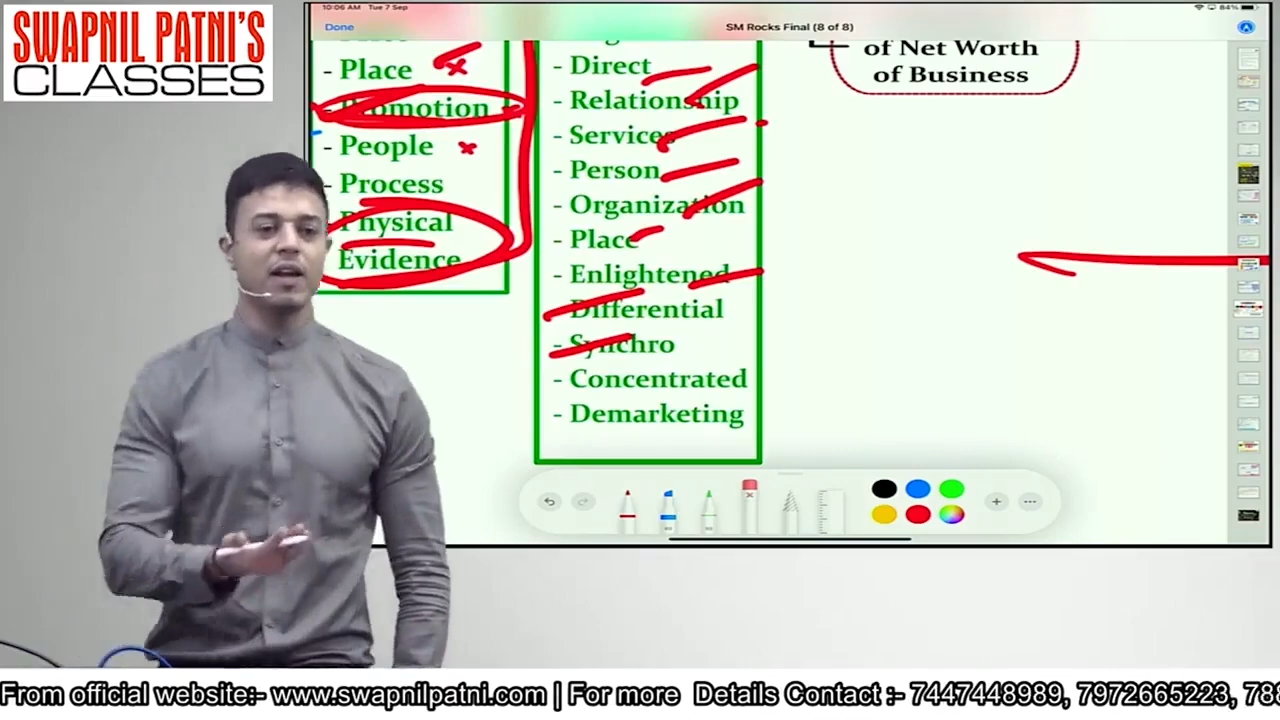 SWAPNIL PATNI'S
CLASSES
10:06 AM Tue 7 Sep
84%
Done
SM Rocks Final (8 of 8)
- Place
- Promotion
- People
- Process
- Physical
Evidence
- Direct
- Relationship
- Services
- Person
- Organization
- Place
- Enlightened
- Differential
- Synchro
- Concentrated
- Demarketing
of Net Worth
of Business
From official website:- www.swapnilpatni.com | For more Details Contact :- 7447448989, 7972665223, 788